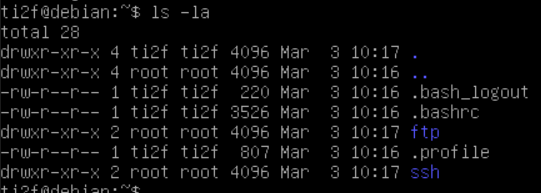 ti2f@debian:~$ ls -la
total 28
drwxr-xr-x 4 ti2f ti2f 4096 Mar  3 10:17 .
drwxr-xr-x 4 root root 4096 Mar  3 10:16 ..
-rw-r--r-- 1 ti2f ti2f  220 Mar  3 10:16 .bash_logout
-rw-r--r-- 1 ti2f ti2f 3526 Mar  3 10:16 .bashrc
drwxr-xr-x 2 root root 4096 Mar  3 10:17 ftp
-rw-r--r-- 1 ti2f ti2f  807 Mar  3 10:16 .profile
drwxr-xr-x 2 root root 4096 Mar  3 10:16 ssh
ti2f@debian:~$